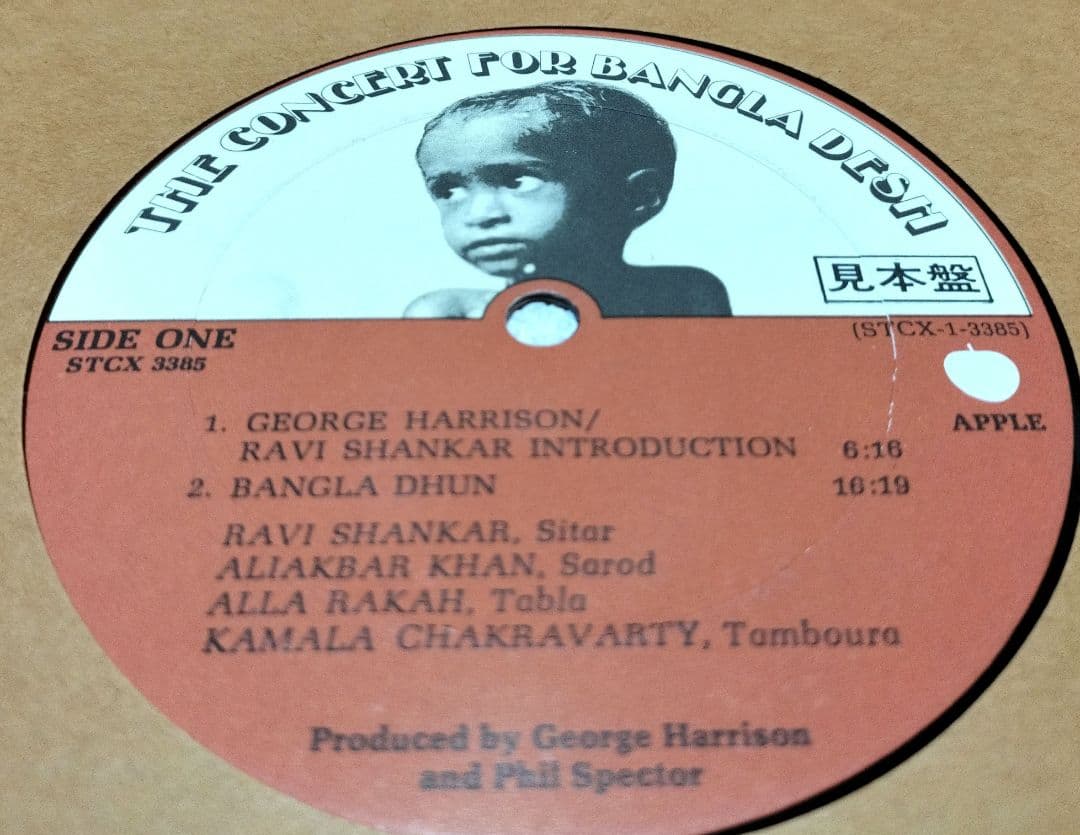 THE CONCERT FOR BANGLA DESH
見本盤
SIDE ONE
STCX 3385
(STCX-1-3385)
APPLE
1. GEORGE HARRISON/
RAVI SHANKAR INTRODUCTION 6:16
2. BANGLA DHUN 16:19
RAVI SHANKAR, Sitar
ALIAKBAR KHAN, Sarod
ALLA RAKAH, Tabla
KAMALA CHAKRAVARTY, Tamboura
Produced by George Harrison
and Phil Spector